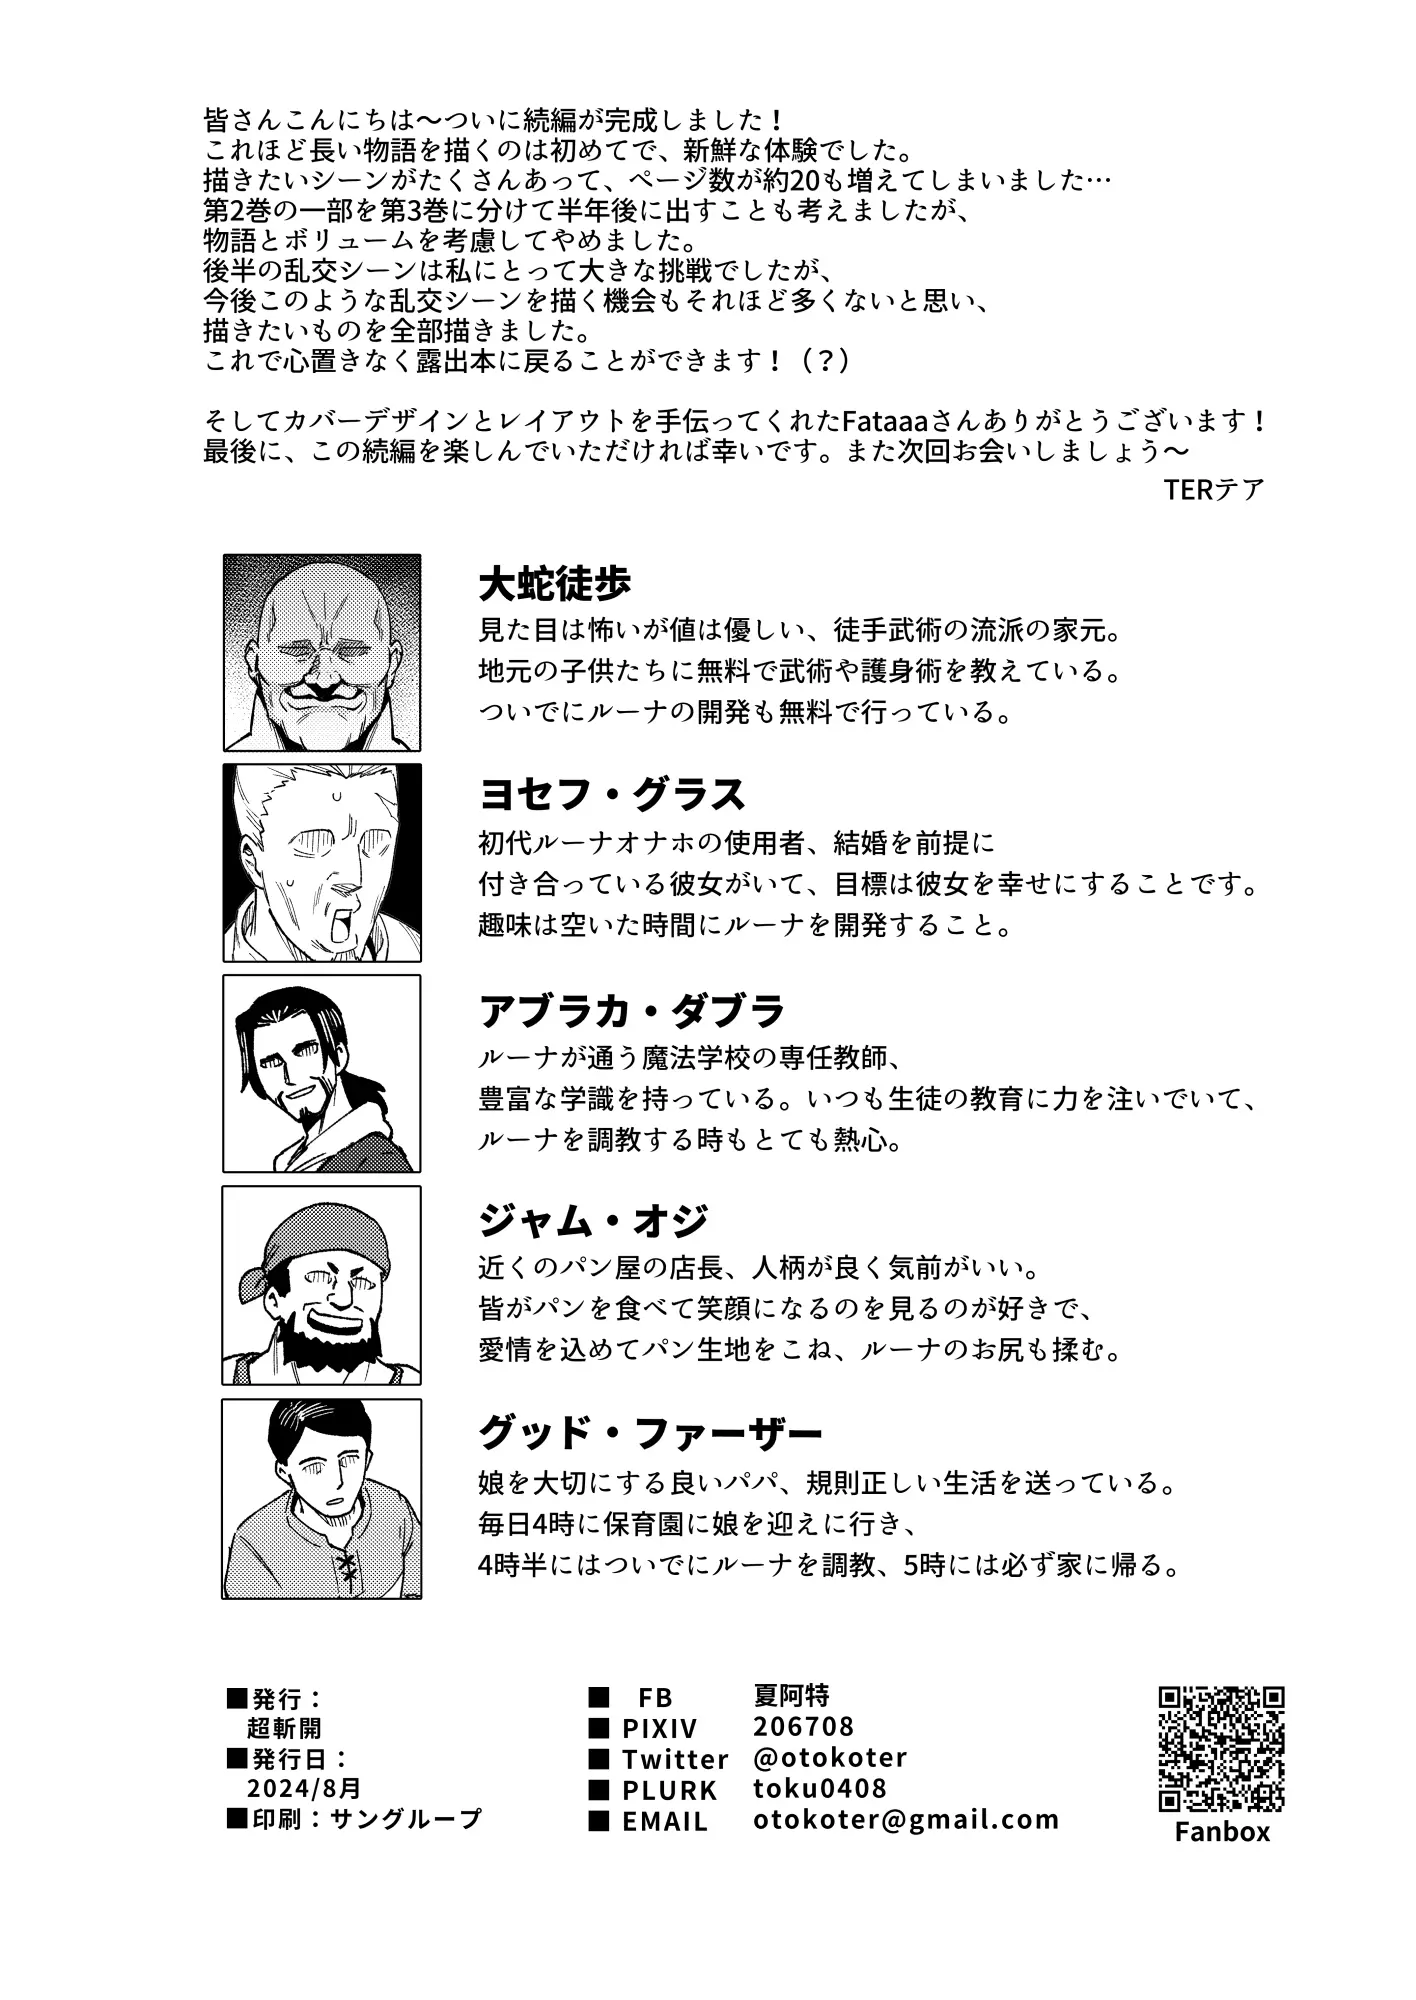 皆さんこんにちは～ついに続編が完成しました！
これほど長い物語を描くのは初めてで、新鮮な体験でした。
描きたいシーンがたくさんあって、ページ数が約20も増えてしまいました…
第2巻の一部を第3巻に分けて半年後に出すことも考えましたが、
物語とボリュームを考慮してやめました。
後半の乱交シーンは私にとって大きな挑戦でしたが、
今後このような乱交シーンを描く機会もそれほど多くないと思い、
描きたいものを全部描きました。
これで心置きなく露出本に戻ることができます！（？）
そしてカバーデザインとレイアウトを手伝ってくれたFataaaさんありがとうございます！
最後に、この続編を楽しんでいただければ幸いです。また次回お会いしましょう～
TERテア
大蛇徒歩
見た目は怖いが値は優しい、徒手武術の流派の家元。
地元の子供たちに無料で武術や護身術を教えている。
ついでにルーナの開発も無料で行っている。
ヨセフ・グラス
初代ルーナオナホの使用者、結婚を前提に
付き合っている彼女がいて、目標は彼女を幸せにすることです。
趣味は空いた時間にルーナを開発すること。
アブラカ・ダブラ
ルーナが通う魔法学校の専任教師、
豊富な学識を持っている。いつも生徒の教育に力を注いでいて、
ルーナを調教する時もとても熱心。
ジャム・オジ
近くのパン屋の店長、人柄が良く気前がいい。
皆がパンを食べて笑顔になるのを見るのが好きで、
愛情を込めてパン生地をこね、ルーナのお尻も揉む。
グッド・ファーザー
娘を大切にする良いパパ、規則正しい生活を送っている。
毎日4時に保育園に娘を迎えに行き、
4時半にはついでにルーナを調教、5時には必ず家に帰る。
■発行：
超斬開
■発行日：
2024/8月
■印刷：サングループ
■ FB 夏阿特
■ PIXIV 206708
■ Twitter @otokoter
■ PLURK toku0408
■ EMAIL otokoter@gmail.com
Fanbox